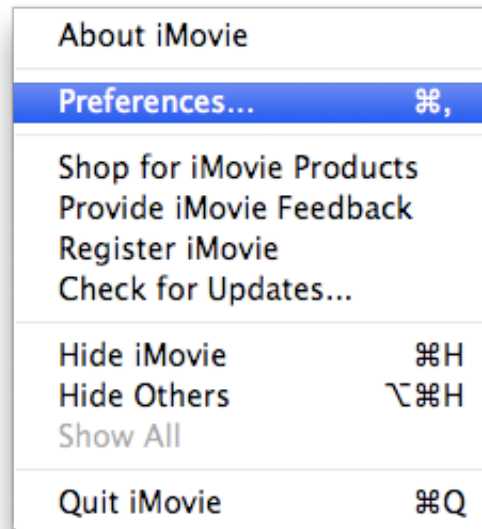 About iMovie
Preferences... ⌘,
Shop for iMovie Products
Provide iMovie Feedback
Register iMovie
Check for Updates...
Hide iMovie ⌘H
Hide Others ⌥⌘H
Show All
Quit iMovie ⌘Q